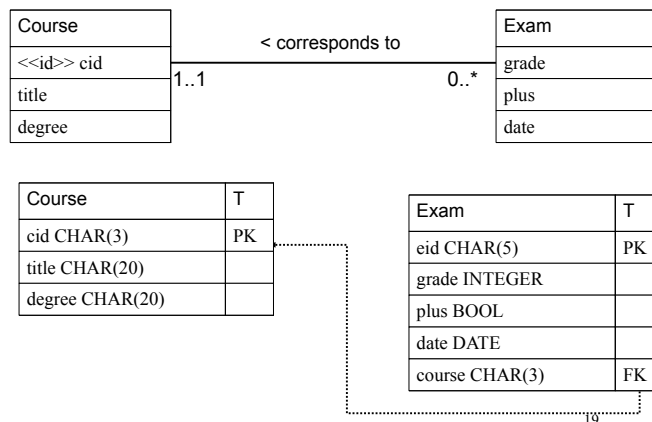 Course
<<id>> cid
title
degree
< corresponds to
1..1
0..*
Exam
grade
plus
date
Course T
cid CHAR(3) PK
title CHAR(20)
degree CHAR(20)
Exam T
eid CHAR(5) PK
grade INTEGER
plus BOOL
date DATE
course CHAR(3) FK
19